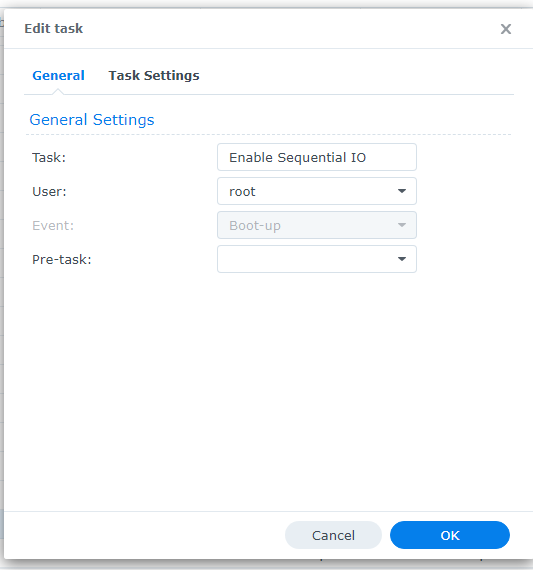 Edit task
General Task Settings
General Settings
Task: Enable Sequential IO
User: root
Event: Boot-up
Pre-task:
Cancel OK